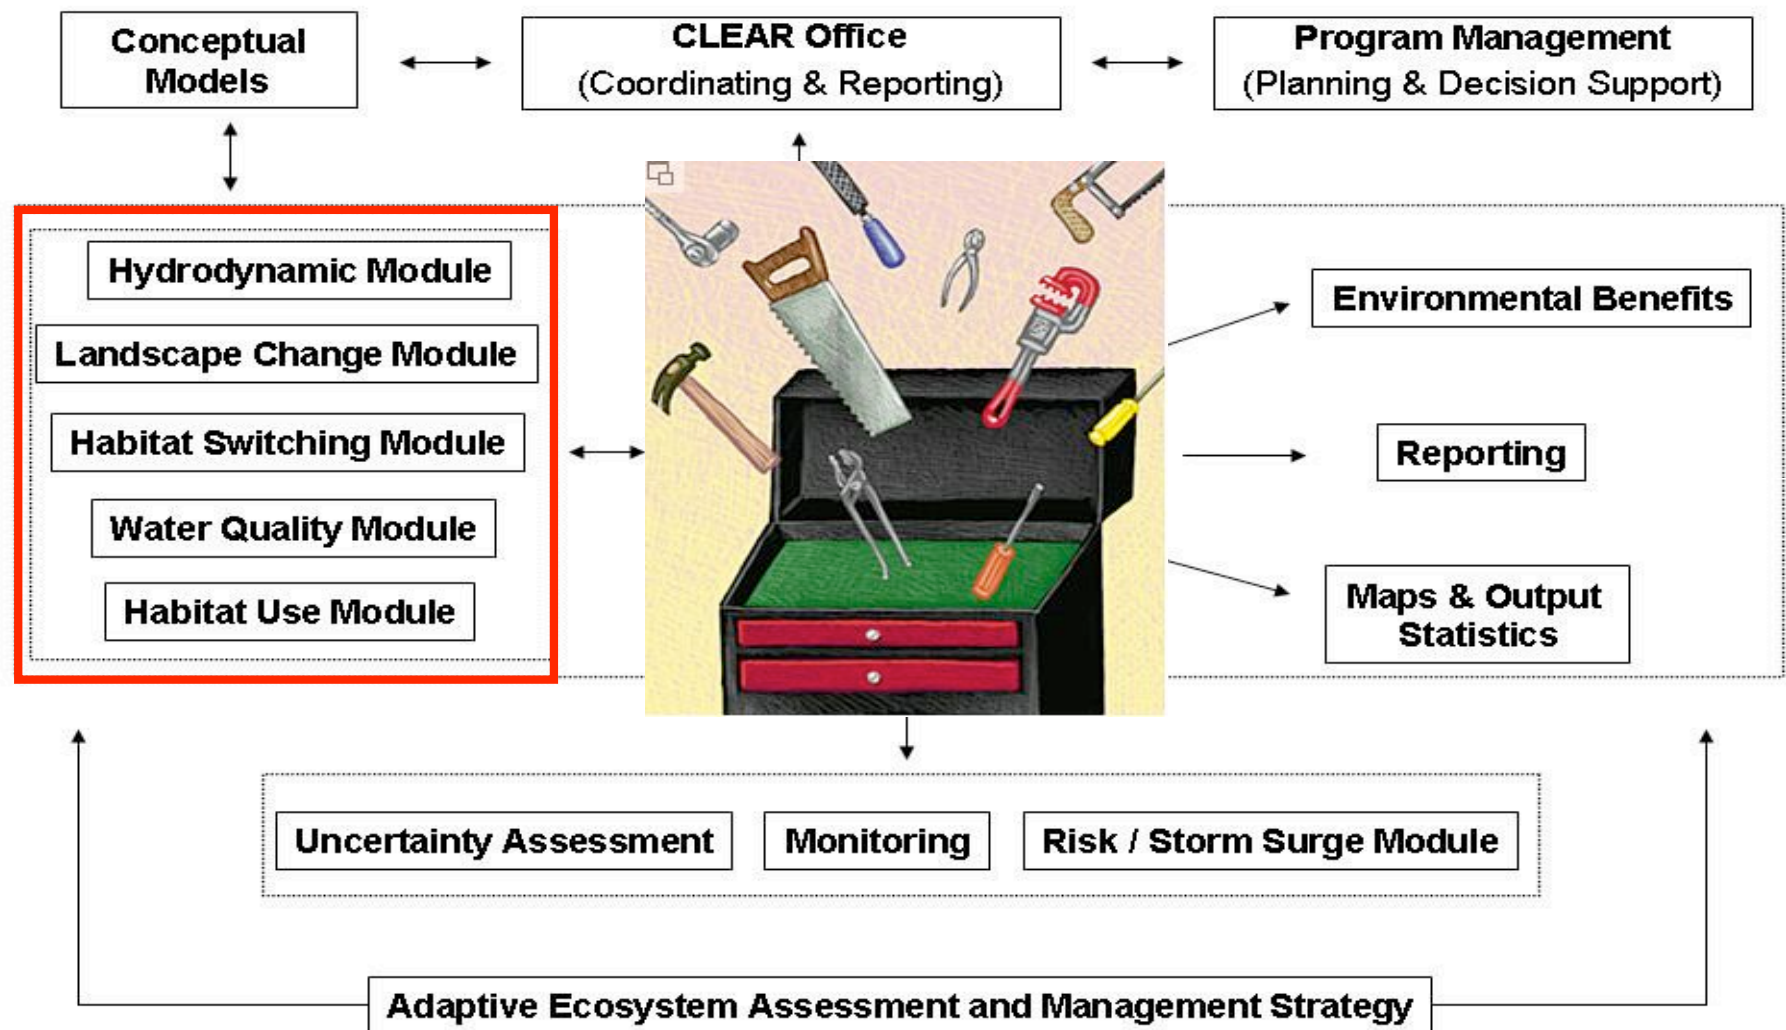 Conceptual
Models
CLEAR Office
(Coordinating & Reporting)
Program Management
(Planning & Decision Support)
Hydrodynamic Module
Landscape Change Module
Habitat Switching Module
Water Quality Module
Habitat Use Module
Environmental Benefits
Reporting
Maps & Output
Statistics
Uncertainty Assessment
Monitoring
Risk / Storm Surge Module
Adaptive Ecosystem Assessment and Management Strategy